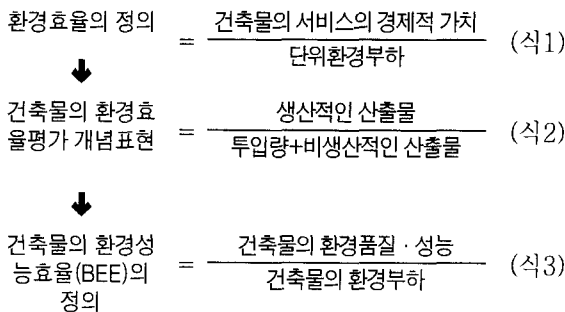 환경효율의 정의 = 건축물의 서비스의 경제적 가치 (식1)
단위환경부하
↓
건축물의 환경효
율평가 개념표현 = 생산적인 산출물 (식2)
투입량+비생산적인 산출물
↓
건축물의 환경성
능효율(BEE)의 = 건축물의 환경품질 · 성능 (식3)
정의
건축물의 환경부하